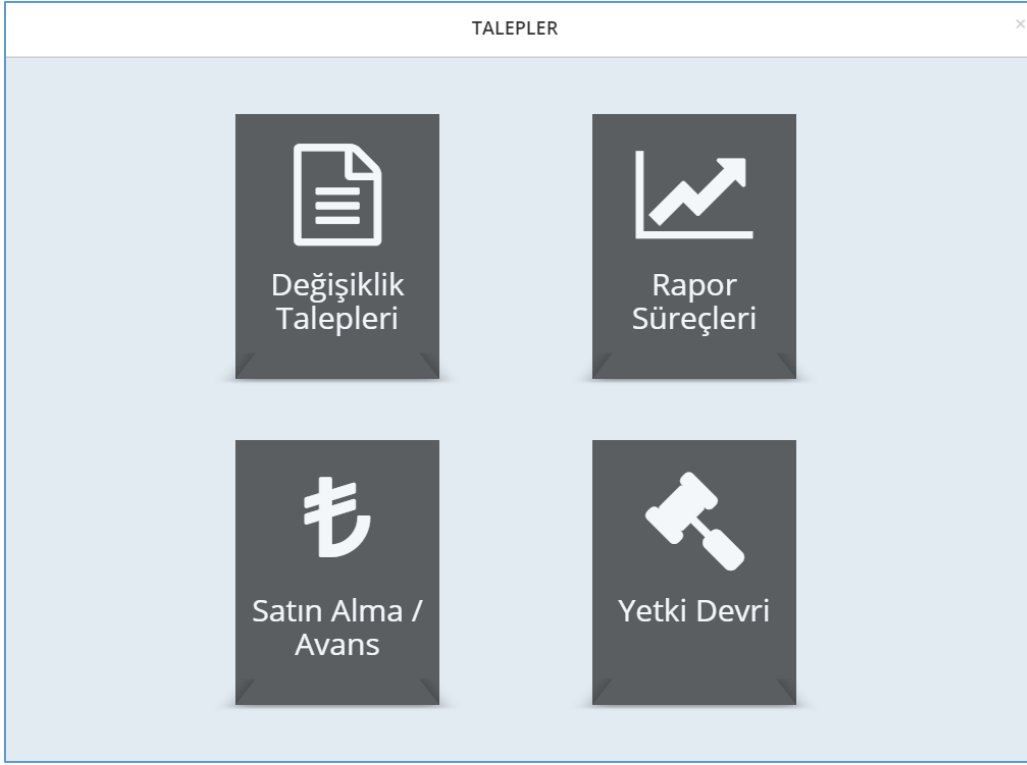 TALEPLER
Değişiklik
Talepleri
Rapor
Süreçleri
Satın Alma /
Avans
Yetki Devri